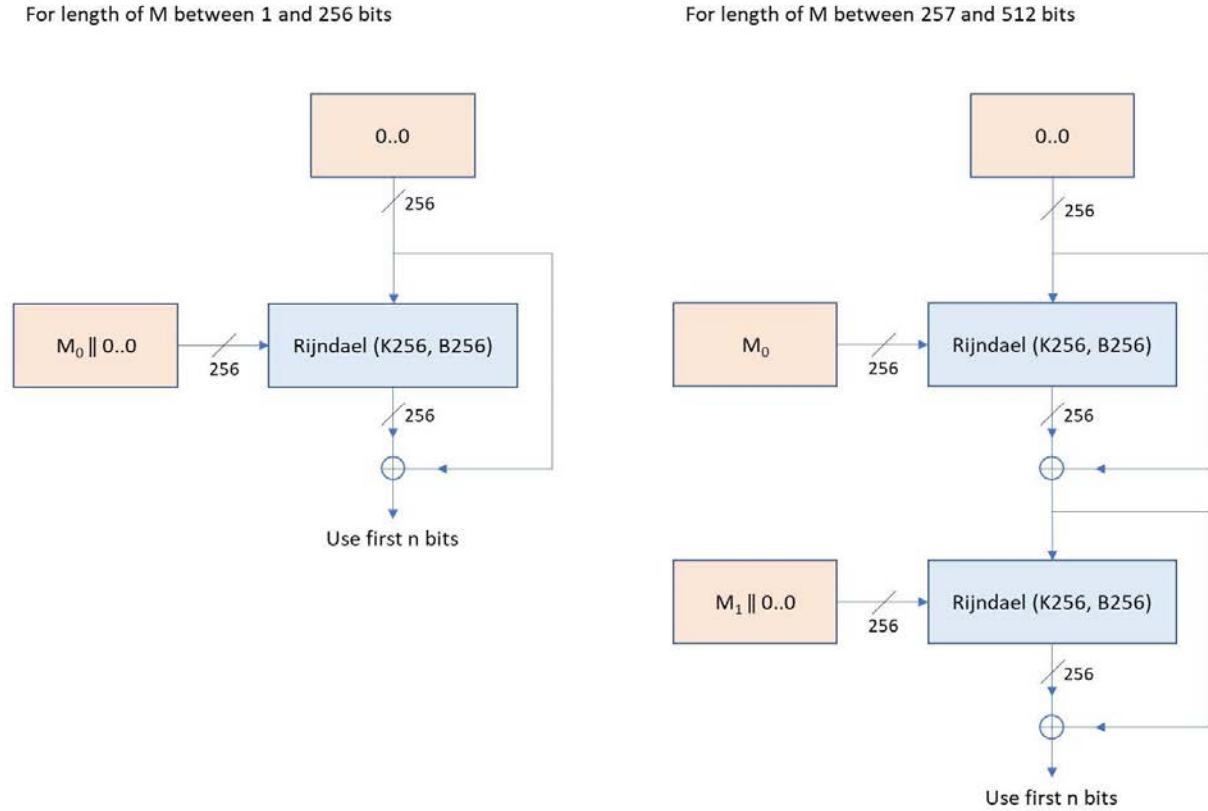 For length of M between 1 and 256 bits
0..0
256
M₀ || 0..0
256
Rijndael (K256, B256)
256
Use first n bits
For length of M between 257 and 512 bits
0..0
256
M₀
256
Rijndael (K256, B256)
256
M₁ || 0..0
256
Rijndael (K256, B256)
256
Use first n bits